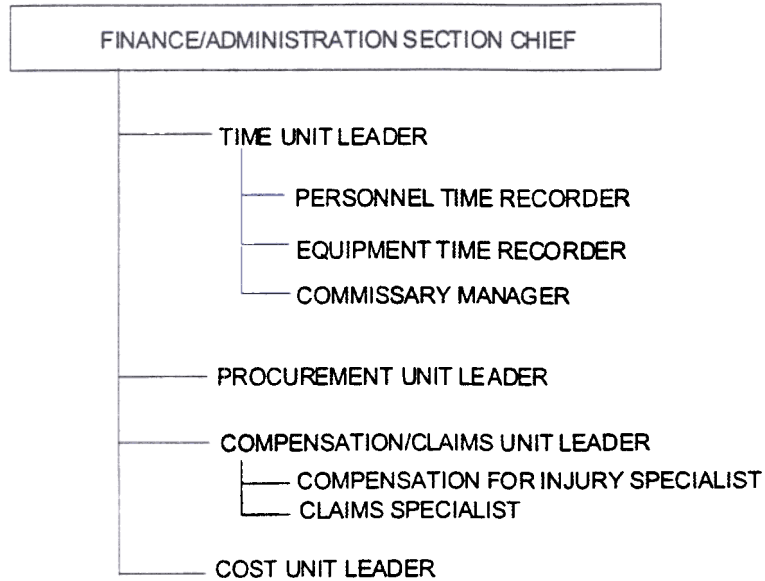 FINANCE/ADMINISTRATION SECTION CHIEF
TIME UNIT LEADER
PERSONNEL TIME RECORDER
EQUIPMENT TIME RECORDER
COMMISSARY MANAGER
PROCUREMENT UNIT LEADER
COMPENSATION/CLAIMS UNIT LEADER
COMPENSATION FOR INJURY SPECIALIST
CLAIMS SPECIALIST
COST UNIT LEADER